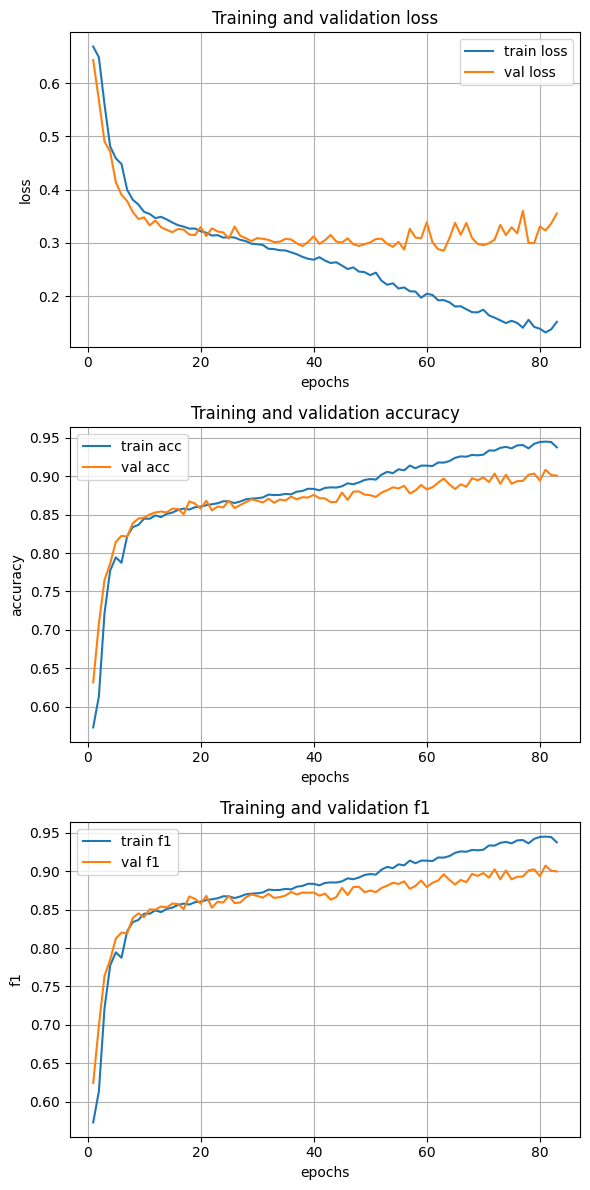 Training and validation loss
train loss
val loss
0.6
0.5
0.4
0.3
0.2
loss
0 20 40 60 80
epochs
Training and validation accuracy
train acc
val acc
0.95
0.90
0.85
0.80
0.75
0.70
0.65
0.60
accuracy
0 20 40 60 80
epochs
Training and validation f1
train f1
val f1
0.95
0.90
0.85
0.80
0.75
0.70
0.65
0.60
f1
0 20 40 60 80
epochs